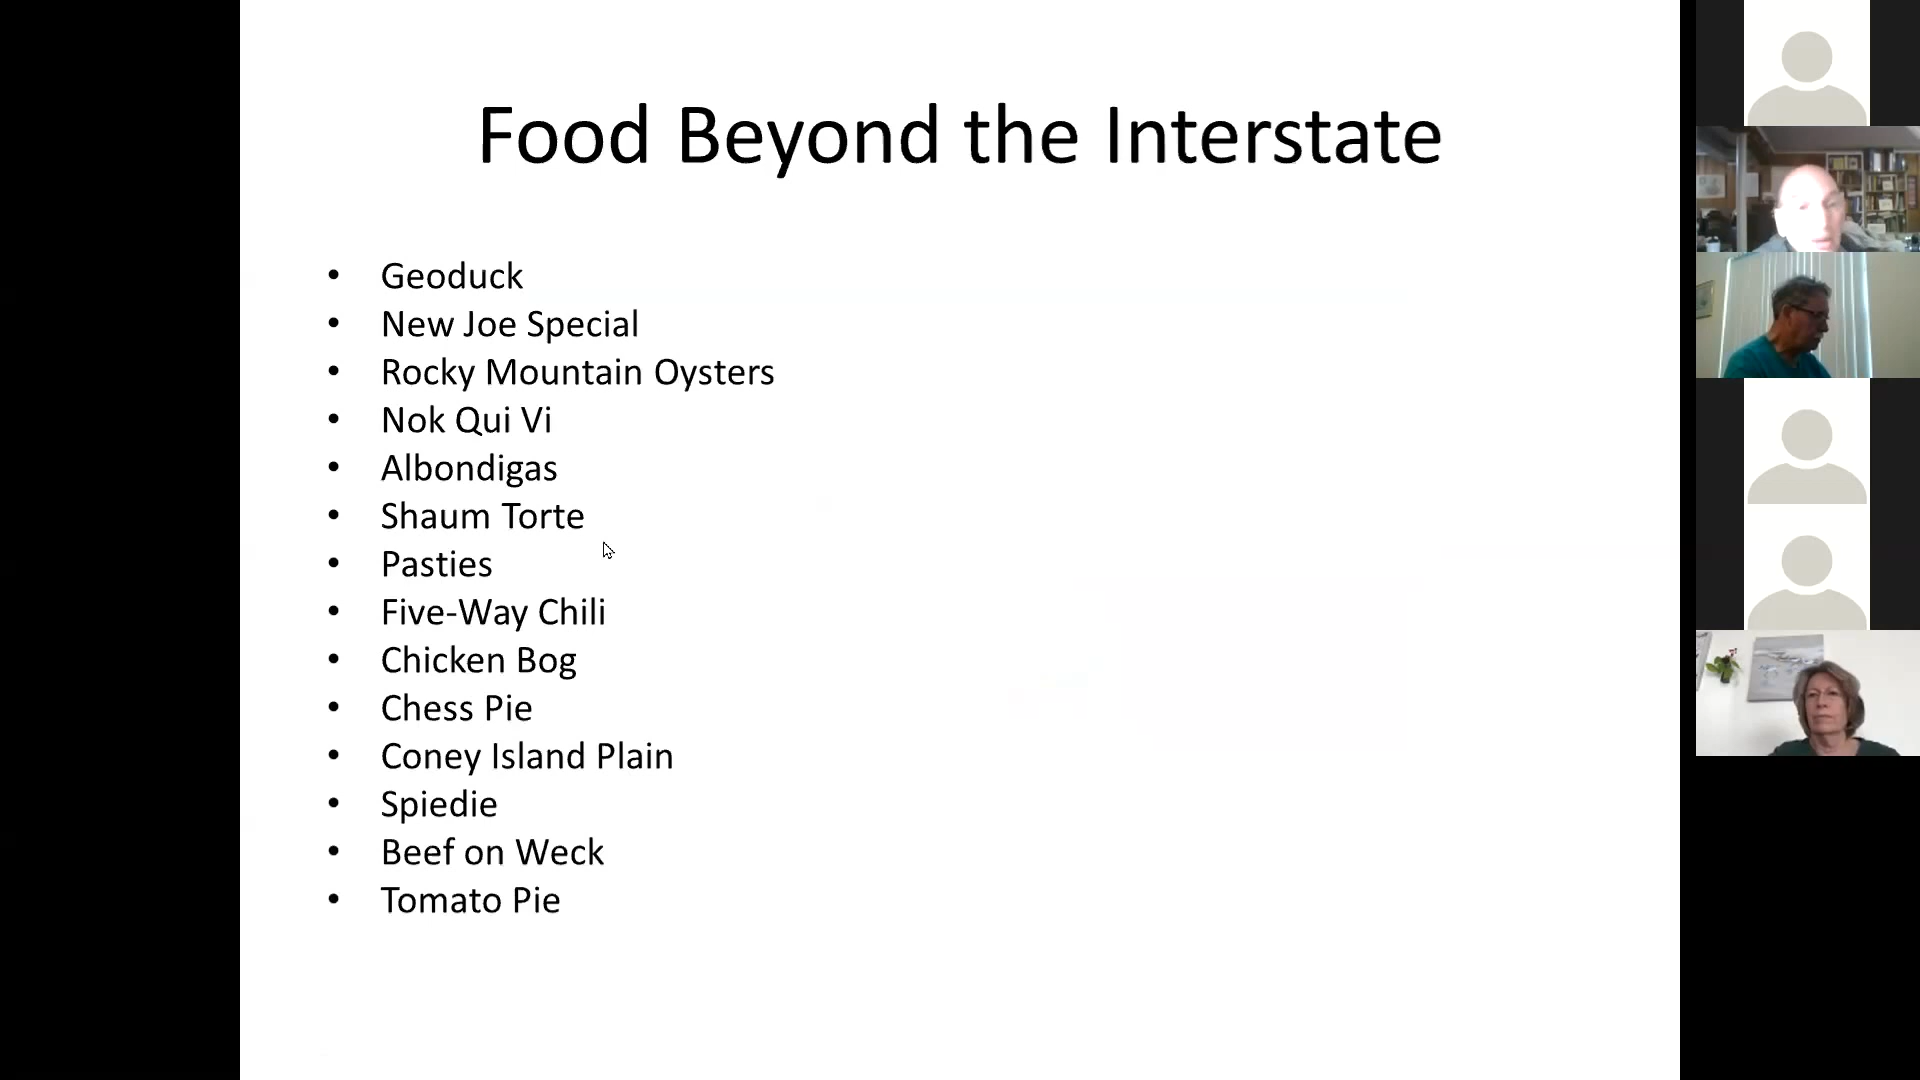 Food Beyond the Interstate
• Geoduck
• New Joe Special
• Rocky Mountain Oysters
• Nok Qui Vi
• Albondigas
• Shaum Torte
• Pasties
• Five-Way Chili
• Chicken Bog
• Chess Pie
• Coney Island Plain
• Spiedie
• Beef on Weck
• Tomato Pie